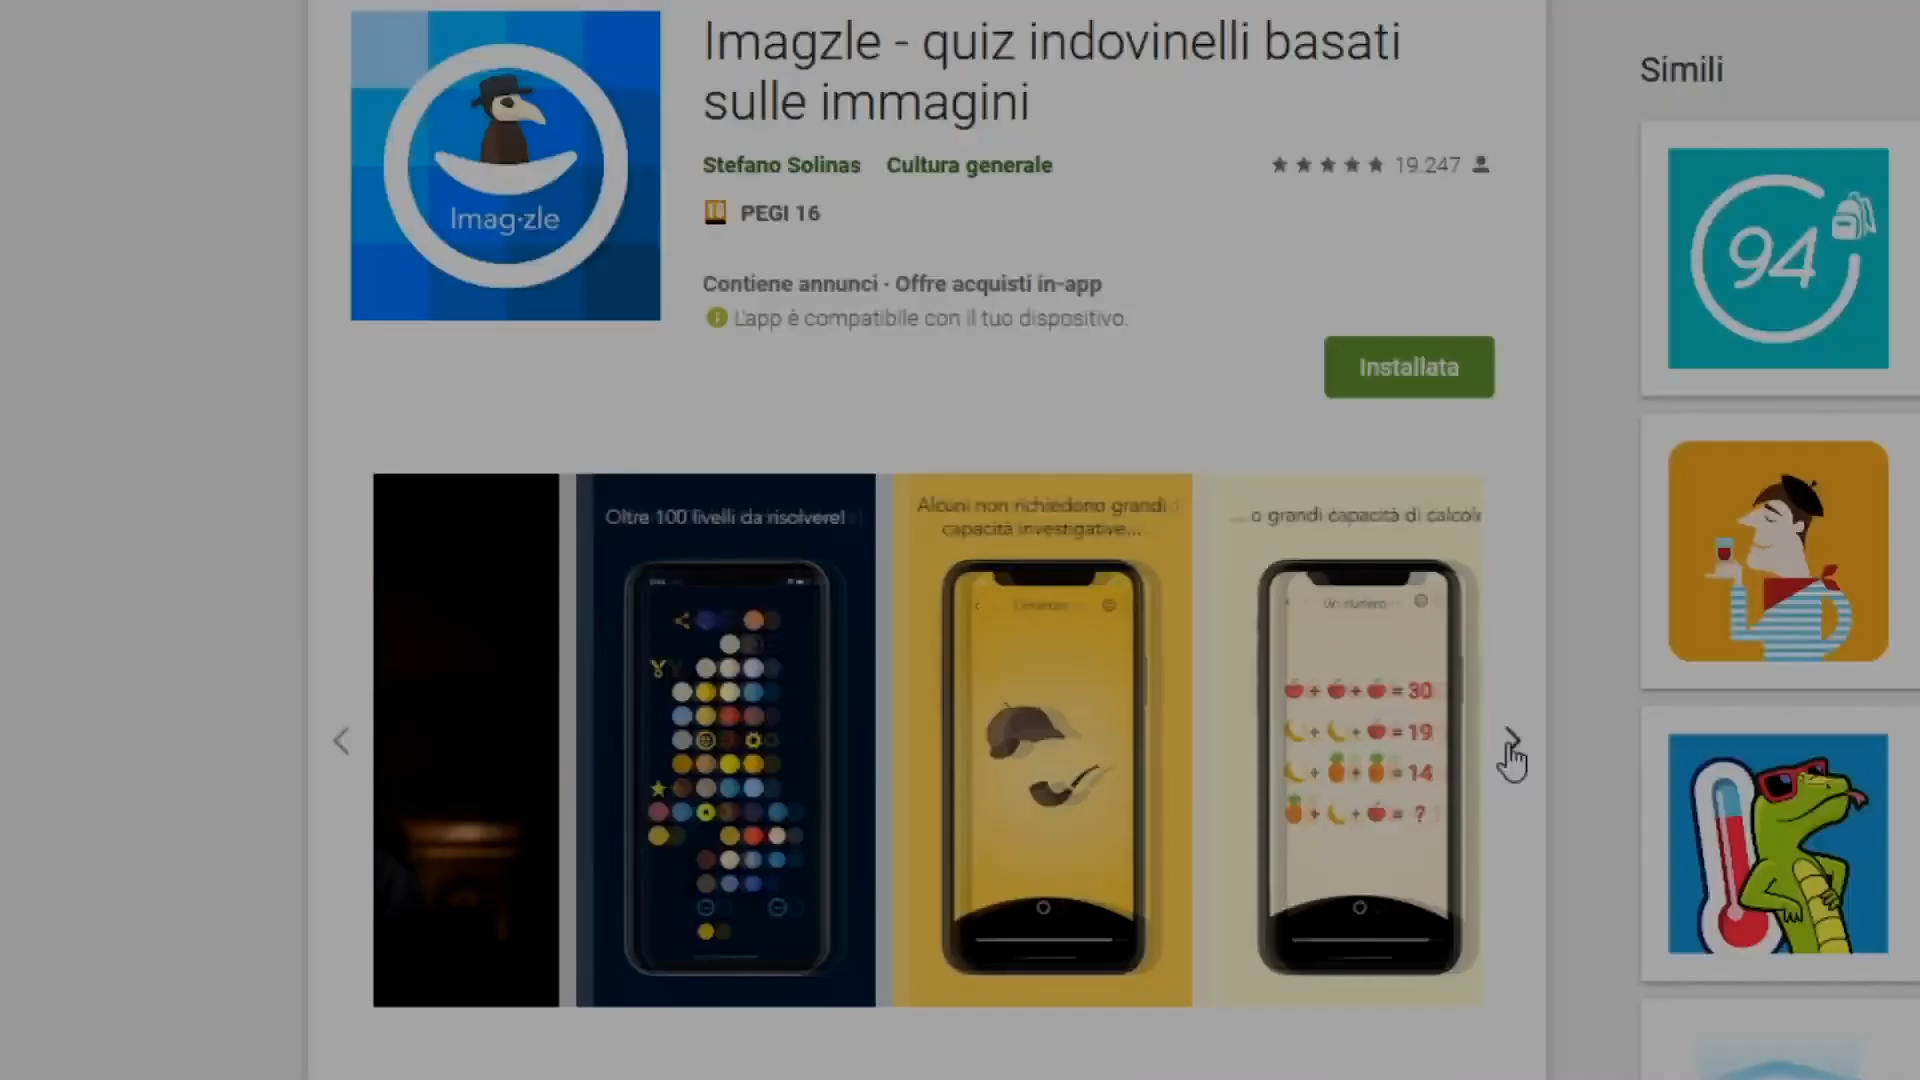 Imagzle - quiz indovinelli basati
sulle immagini
Stefano Solinas Cultura generale
19.247
PEGI 16
Contiene annunci · Offre acquisti in-app
L'app è compatibile con il tuo dispositivo.
Installata
Imag·zle
Simili
94
Oltre 100 livelli da risolvere!
Alcuni non richiedono grandi
capacità investigative...
... o grandi capacità di calcolo
Un numero
+ + = 30
+ + = 19
+ + = 14
+ + = ?